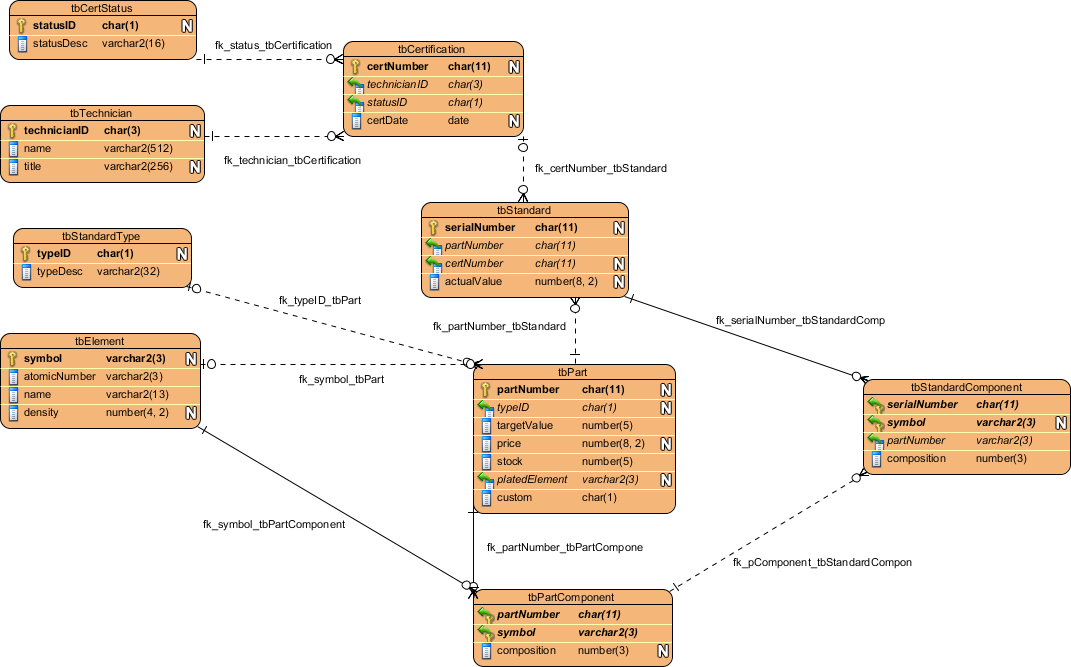 tbCertStatus
statusID char(1) N
statusDesc varchar2(16)
fk_status_tbCertification
tbCertification
certNumber char(11) N
technicianID char(3)
statusID char(1)
certDate date N
tbTechnician
technicianID char(3) N
name varchar2(512)
title varchar2(256) N
fk_technician_tbCertification
fk_certNumber_tbStandard
tbStandard
serialNumber char(11) N
partNumber char(11)
certNumber char(11) N
actualValue number(8, 2) N
tbStandardType
typeID char(1) N
typeDesc varchar2(32)
fk_typeID_tbPart
fk_partNumber_tbStandard
fk_serialNumber_tbStandardComp
tbElement
symbol varchar2(3) N
atomicNumber varchar2(3)
name varchar2(13)
density number(4, 2) N
fk_symbol_tbPart
tbPart
partNumber char(11) N
typeID char(1) N
targetValue number(5)
price number(8, 2) N
stock number(5)
platedElement varchar2(3) N
custom char(1)
tbStandardComponent
serialNumber char(11)
symbol varchar2(3) N
partNumber varchar2(3)
composition number(3)
fk_symbol_tbPartComponent
fk_partNumber_tbPartCompone
fk_pComponent_tbStandardCompon
tbPartComponent
partNumber char(11)
symbol varchar2(3)
composition number(3) N